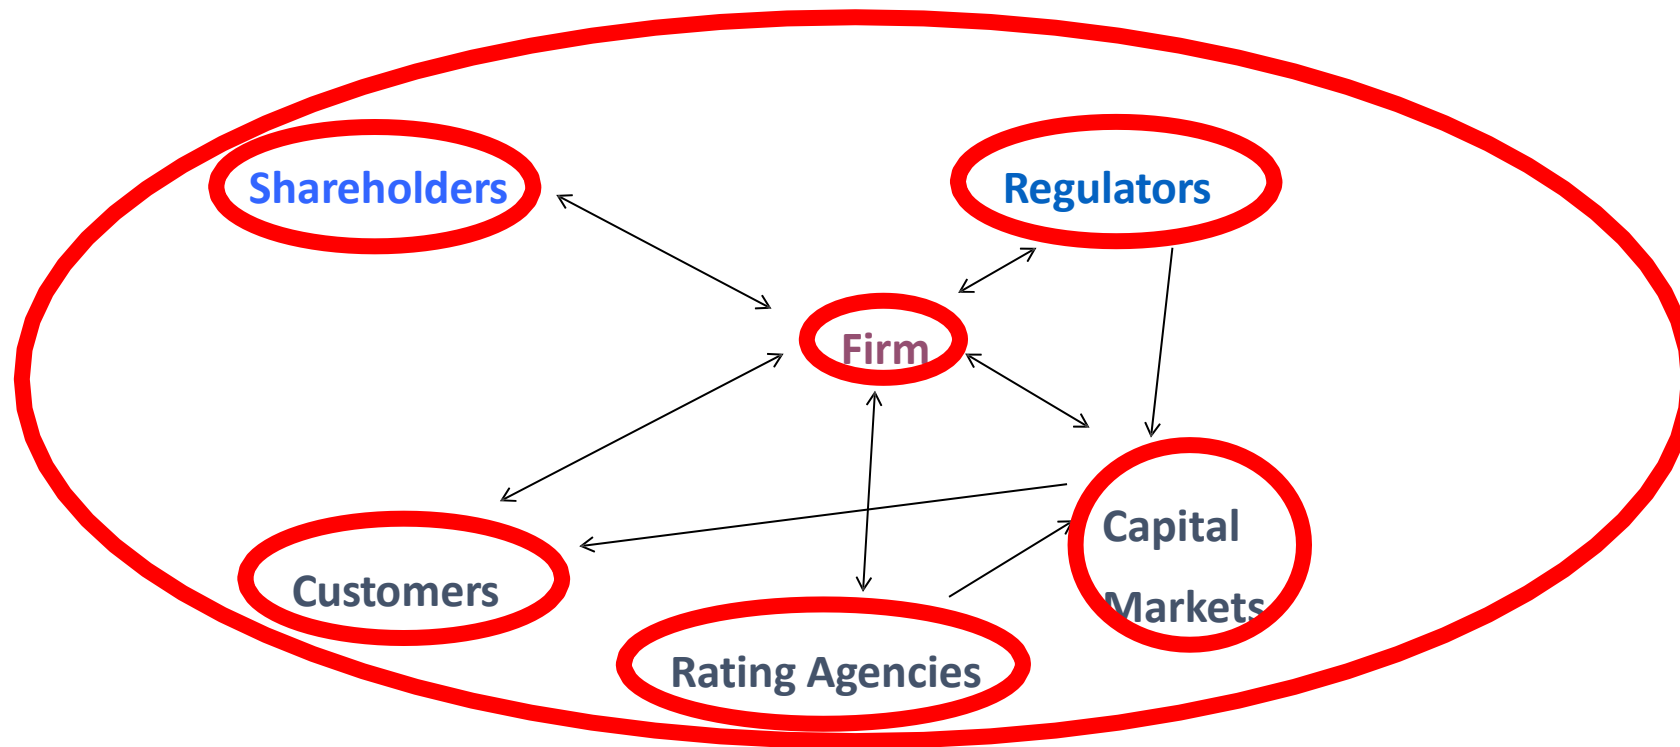 Shareholders
Regulators
Firm
Capital
Markets
Customers
Rating Agencies